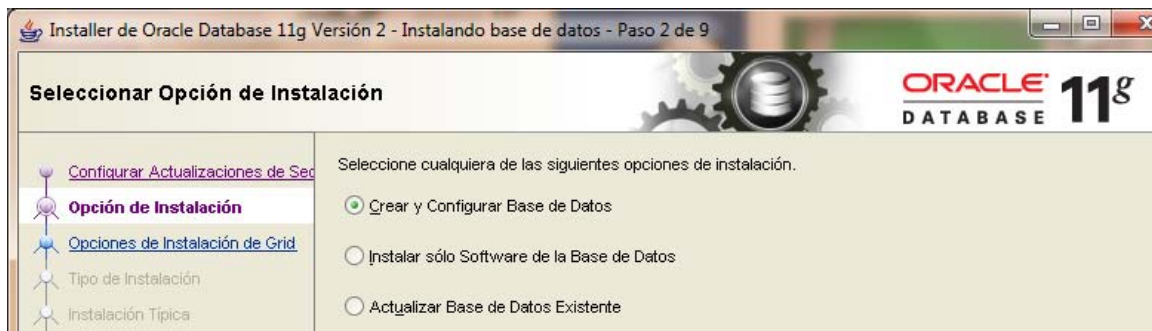 Installer de Oracle Database 11g Versión 2 - Instalando base de datos - Paso 2 de 9
Seleccionar Opción de Instalación
ORACLE
DATABASE
11g
Configurar Actualizaciones de Sec
Opción de Instalación
Opciones de Instalación de Grid
Tipo de Instalación
Instalación Típica
Seleccione cualquiera de las siguientes opciones de instalación.
Crear y Configurar Base de Datos
Instalar sólo Software de la Base de Datos
Actualizar Base de Datos Existente